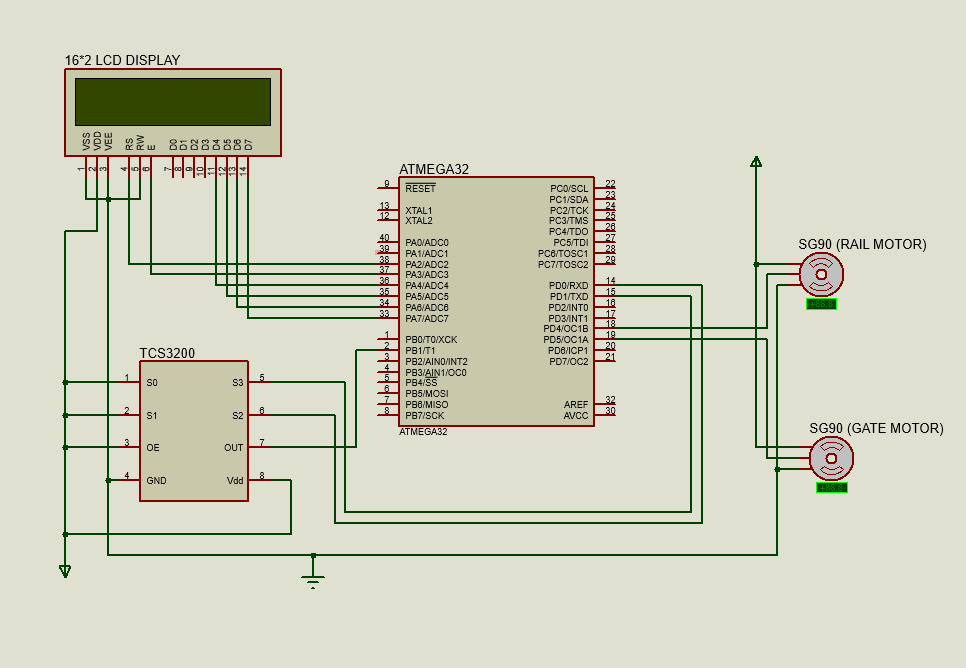 16*2 LCD DISPLAY
VSS VDD VEE RS RW E D0 D1 D2 D3 D4 D5 D6 D7
1 2 3 4 5 6 7 8 9 10 11 12 13 14
ATMEGA32
9 RESET PC0/SCL 22
PC1/SDA 23
13 XTAL1 PC2/TCK 24
12 XTAL2 PC3/TMS 25
PC4/TDO 26
40 PA0/ADC0 PC5/TDI 27
39 PA1/ADC1 PC6/TOSC1 28
38 PA2/ADC2 PC7/TOSC2 29
37 PA3/ADC3
36 PA4/ADC4 PD0/RXD 14
35 PA5/ADC5 PD1/TXD 15
34 PA6/ADC6 PD2/INT0 16
33 PA7/ADC7 PD3/INT1 17
PD4/OC1B 18
1 PB0/T0/XCK PD5/OC1A 19
2 PB1/T1 PD6/ICP1 20
3 PB2/AIN0/INT2 PD7/OC2 21
4 PB3/AIN1/OC0
5 PB4/SS
6 PB5/MOSI
7 PB6/MISO AREF 32
8 PB7/SCK AVCC 30
ATMEGA32
SG90 (RAIL MOTOR)
SG90 (GATE MOTOR)
TCS3200
1 S0 S3 5
2 S1 S2 6
3 OE OUT 7
4 GND Vdd 8